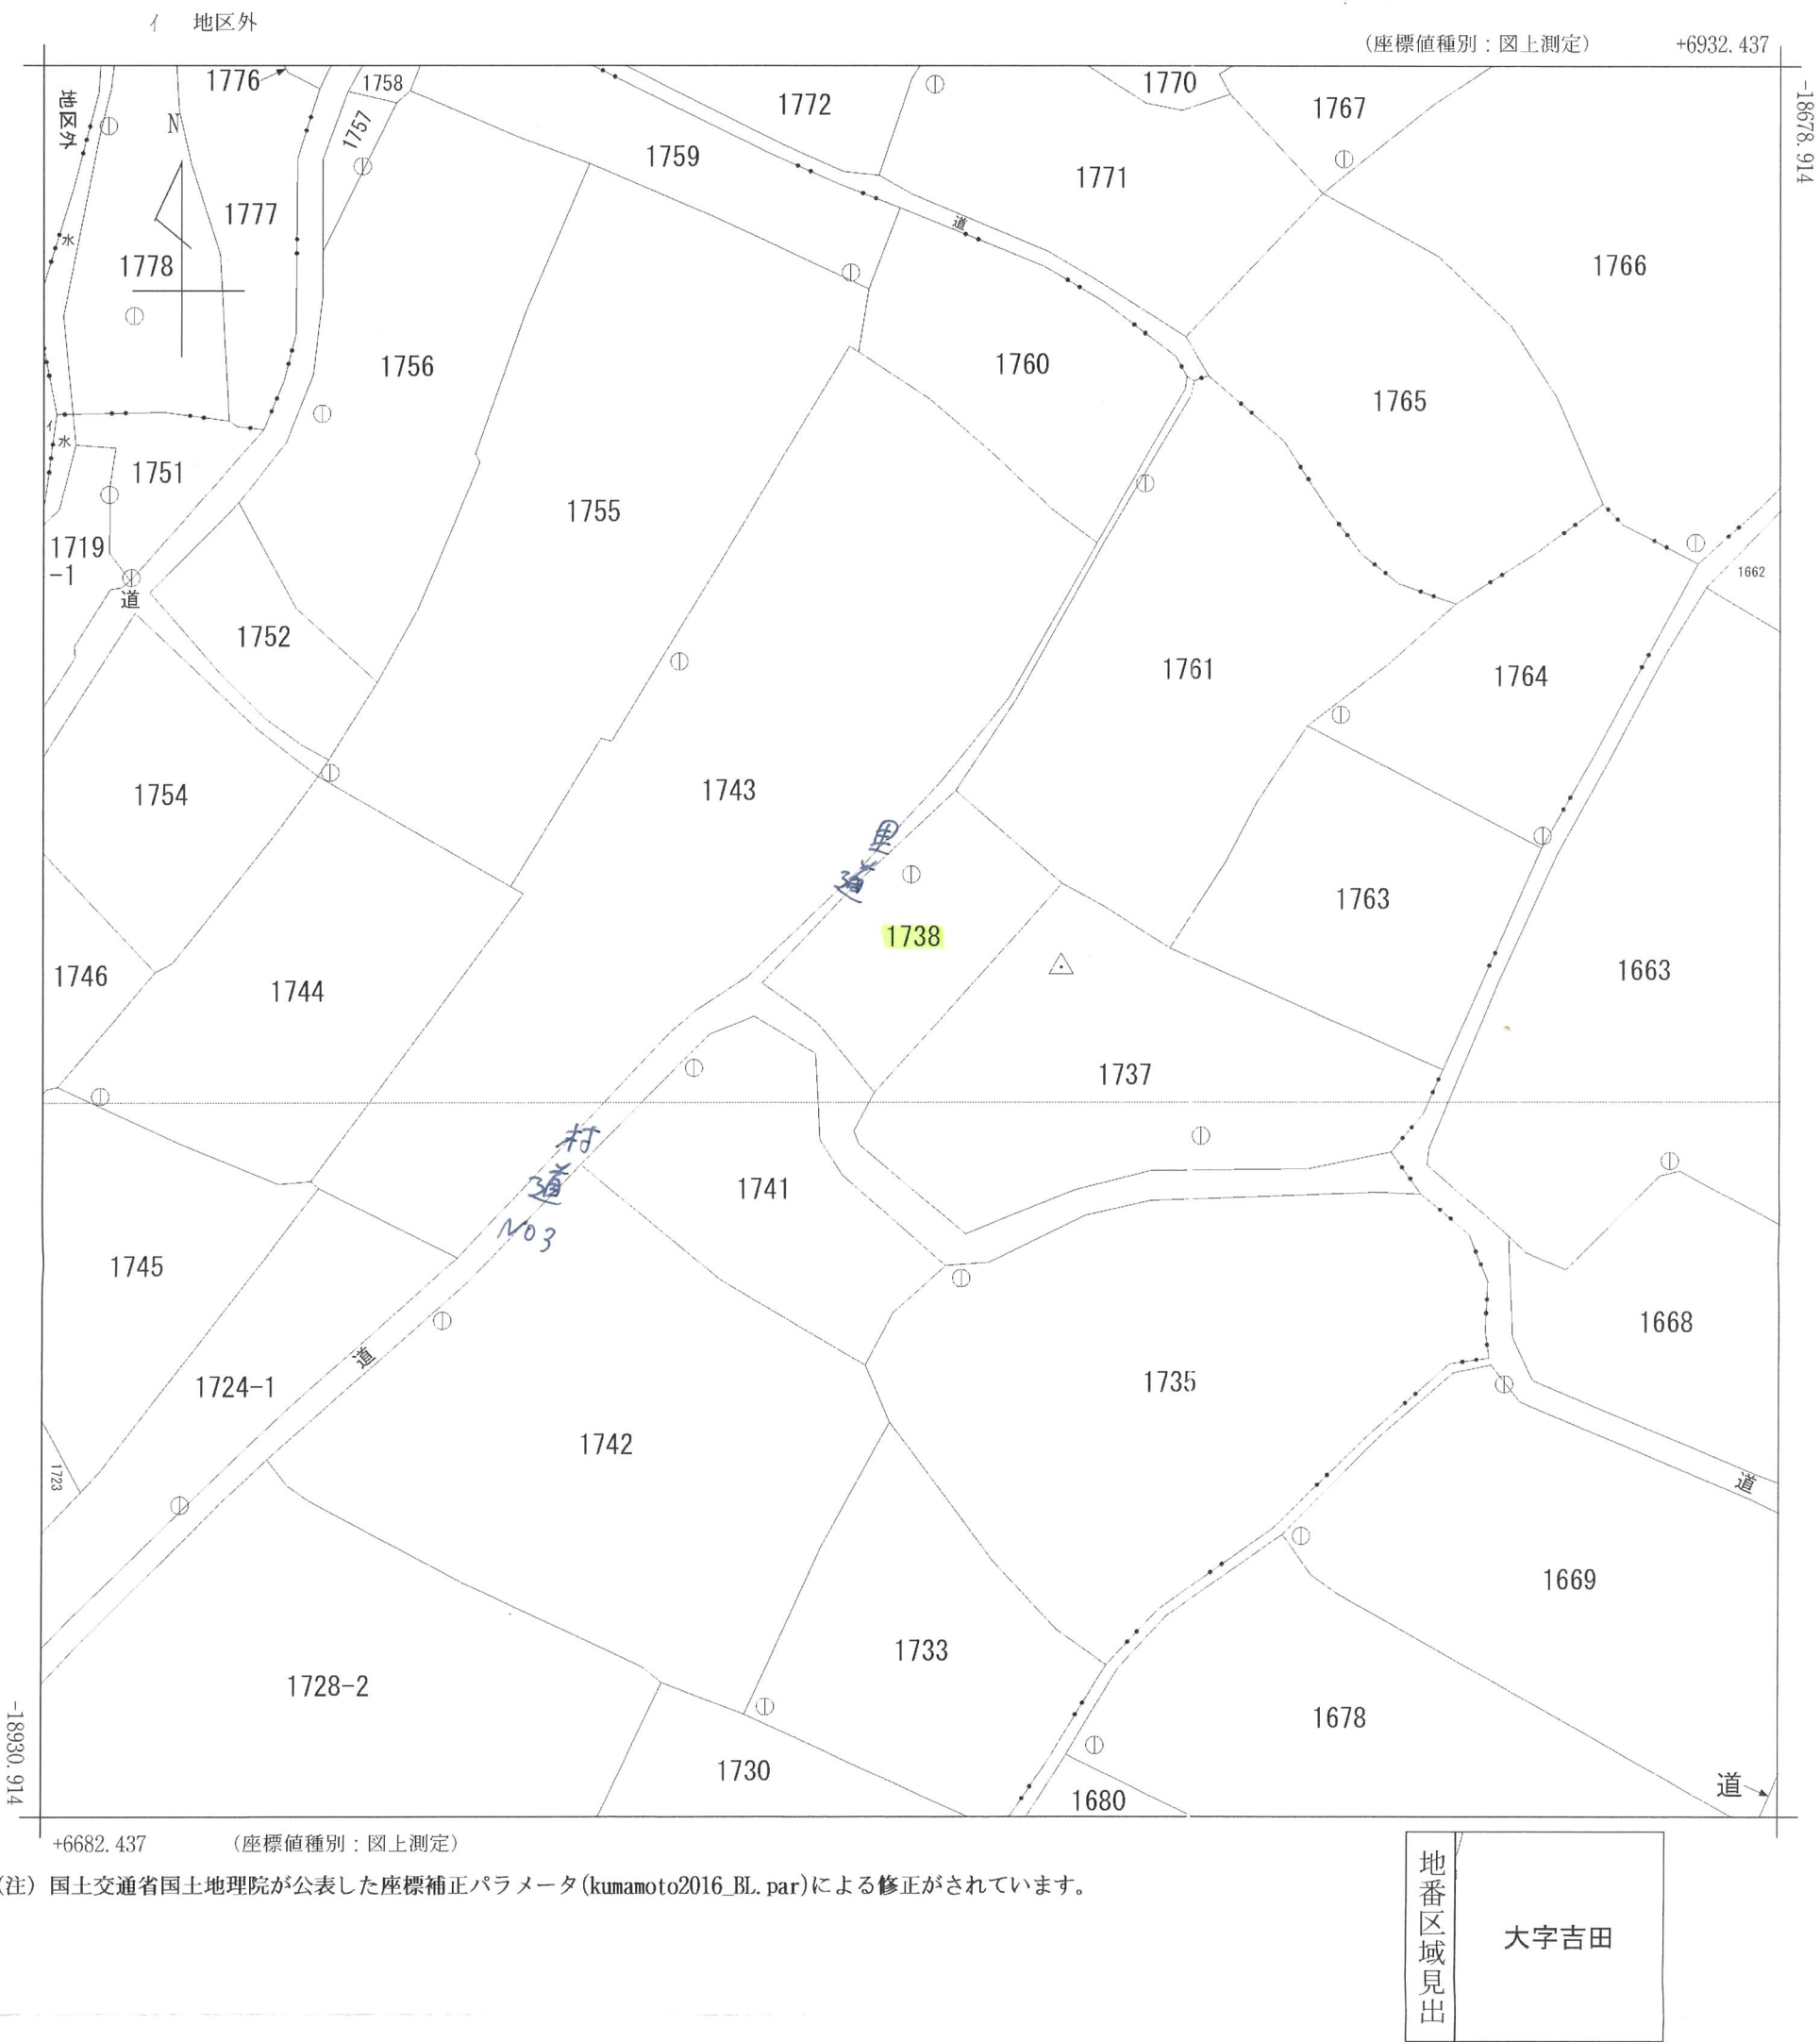 イ 地区外
(座標値種別：図上測定) +6932.437
-18678.914
地区外
N
1776
1758
1757
1772
1770
1767
1759
1771
1777
水
1778
道
1766
1756
1760
1765
イ
水
1751
1755
1719
-1
道
1662
1752
1761
1764
1754
1743
里
道
1738
1763
1746
1744
1663
1737
村
道
NO3
1741
1745
道
1724-1
1742
1735
1668
1723
道
1669
1733
1728-2
1678
1730
1680
道
-18930.914
+6682.437 (座標値種別：図上測定)
(注) 国土交通省国土地理院が公表した座標補正パラメータ(kumamoto2016_BL.par)による修正がされています。
地番区域見出
大字吉田